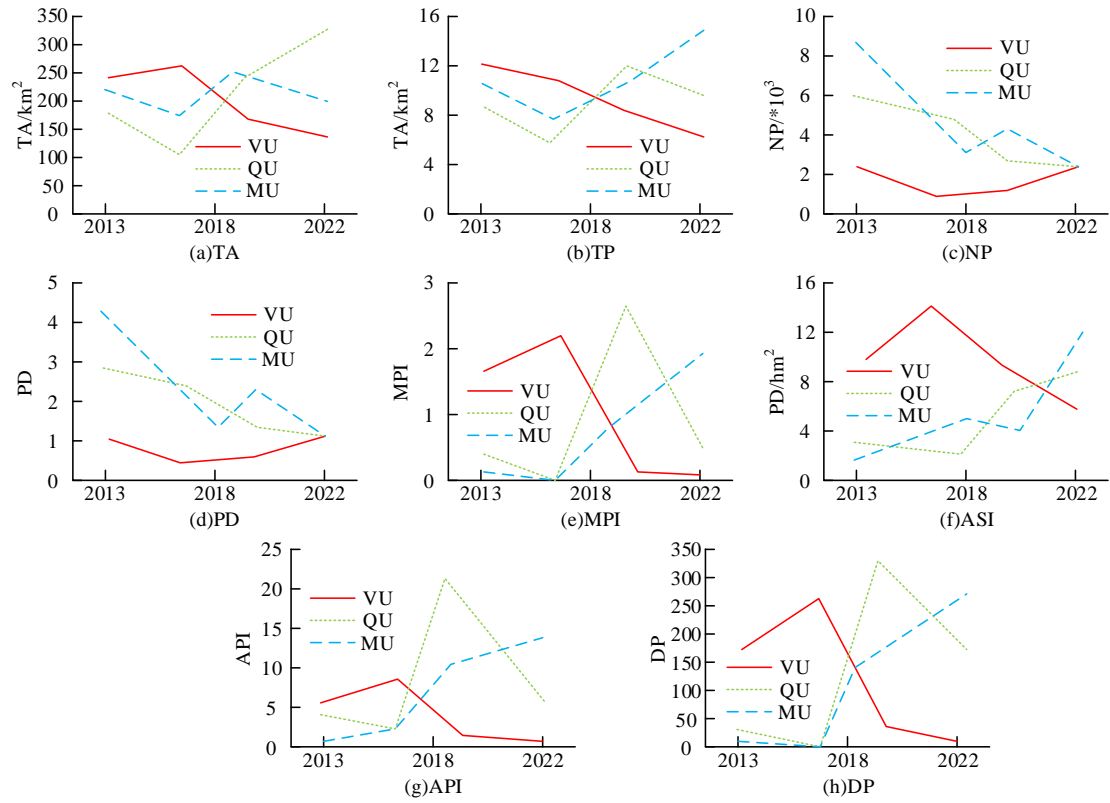 350
300
250
200
150
100
50
0
TA/km²
VU
QU
MU
2013
2018
2022
(a)TA
16
12
8
4
0
TA/km²
VU
QU
MU
2013
2018
2022
(b)TP
10
8
6
4
2
0
NP/*10³
VU
QU
MU
2013
2018
2022
(c)NP
5
4
3
2
1
0
PD
VU
QU
MU
2013
2018
2022
(d)PD
3
2
1
0
MPI
VU
QU
MU
2013
2018
2022
(e)MPI
16
12
8
4
0
PD/hm²
VU
QU
MU
2013
2018
2022
(f)ASI
25
20
15
10
5
0
API
VU
QU
MU
2013
2018
2022
(g)API
350
300
250
200
150
100
50
0
DP
VU
QU
MU
2013
2018
2022
(h)DP